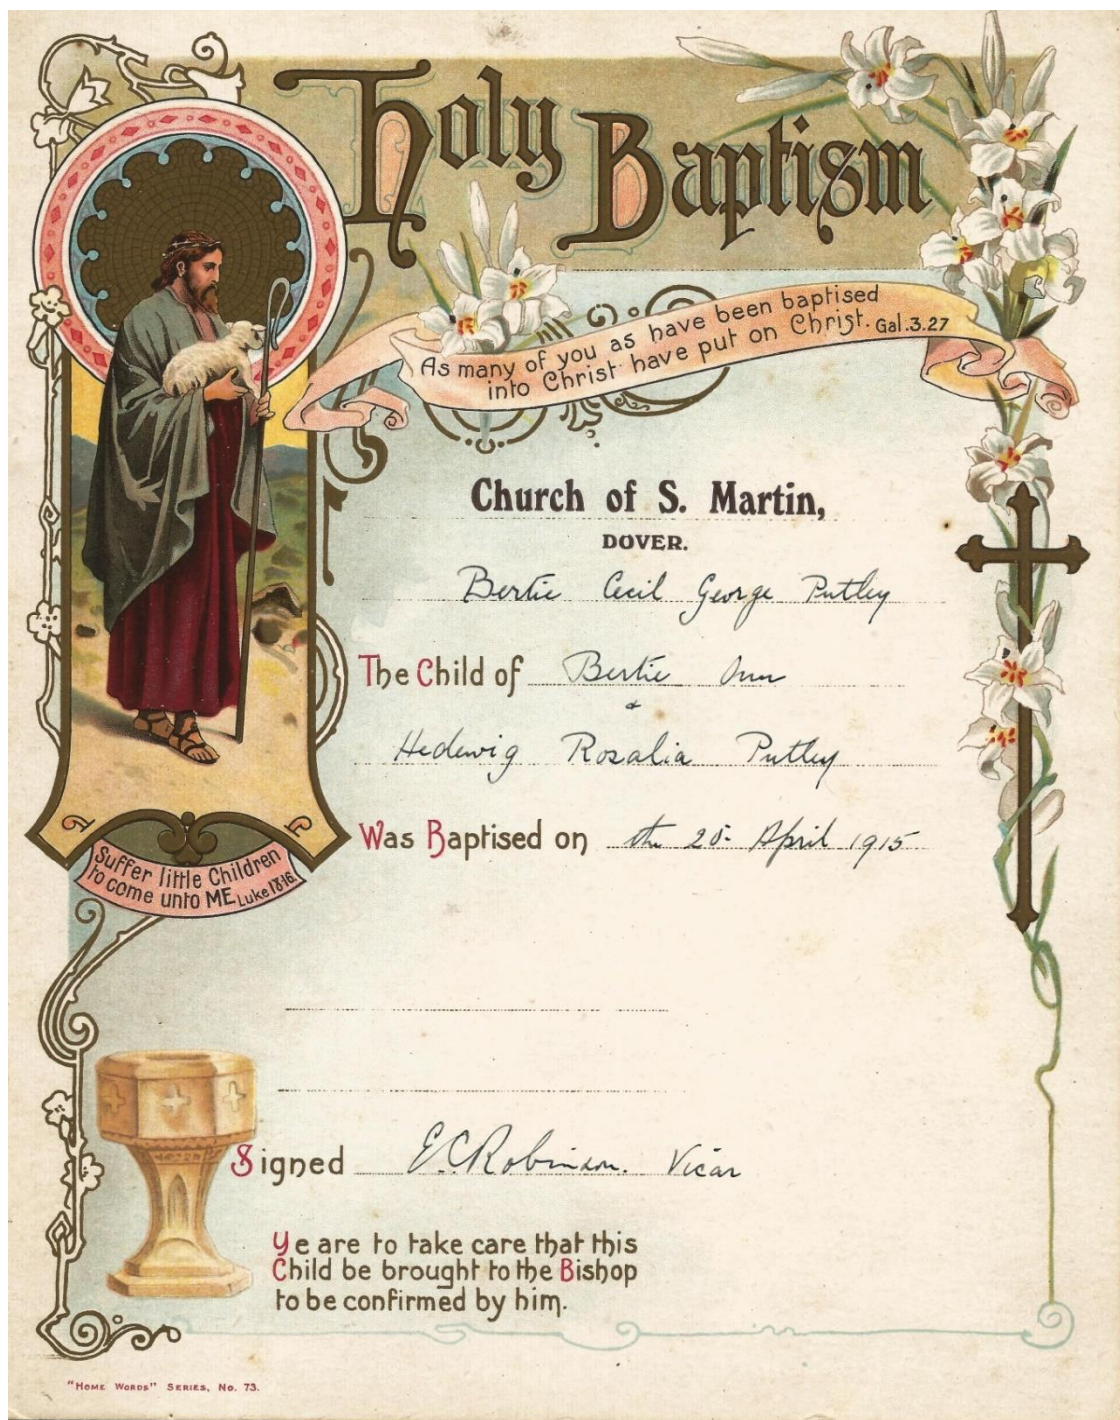 Holy Baptism
As many of you as have been baptised
into Christ have put on Christ. Gal.3.27
Church of S. Martin,
DOVER.
Bertie Cecil George Putley
The Child of Bertie
Hedewig Rosalia Putley
Was Baptised on the April 1915
Suffer little Children
to come unto ME Luke 18·16.
Signed E.C. Robinson. Vicar
Ye are to take care that this
Child be brought to the Bishop
to be confirmed by him.
"HOME WORDS" SERIES, No. 73.